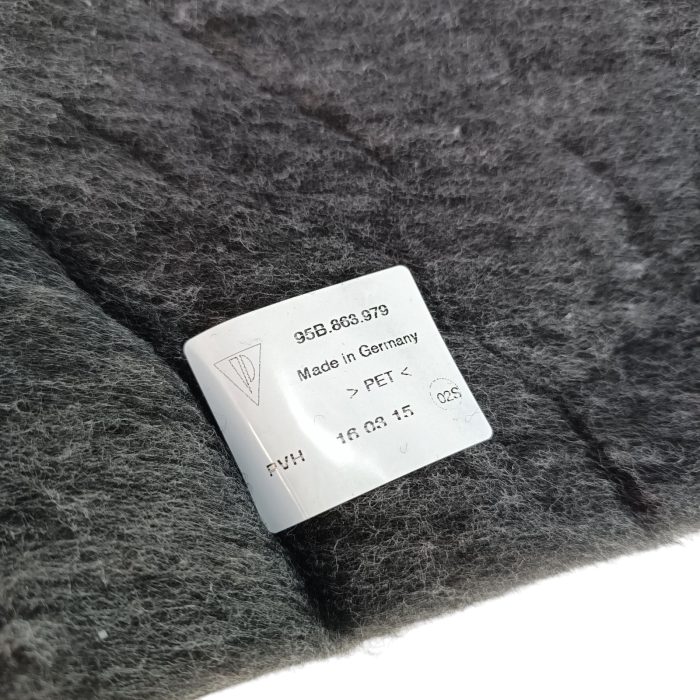 95B.863.979
Made in Germany
> PET <
02S
16 03 15
PVH